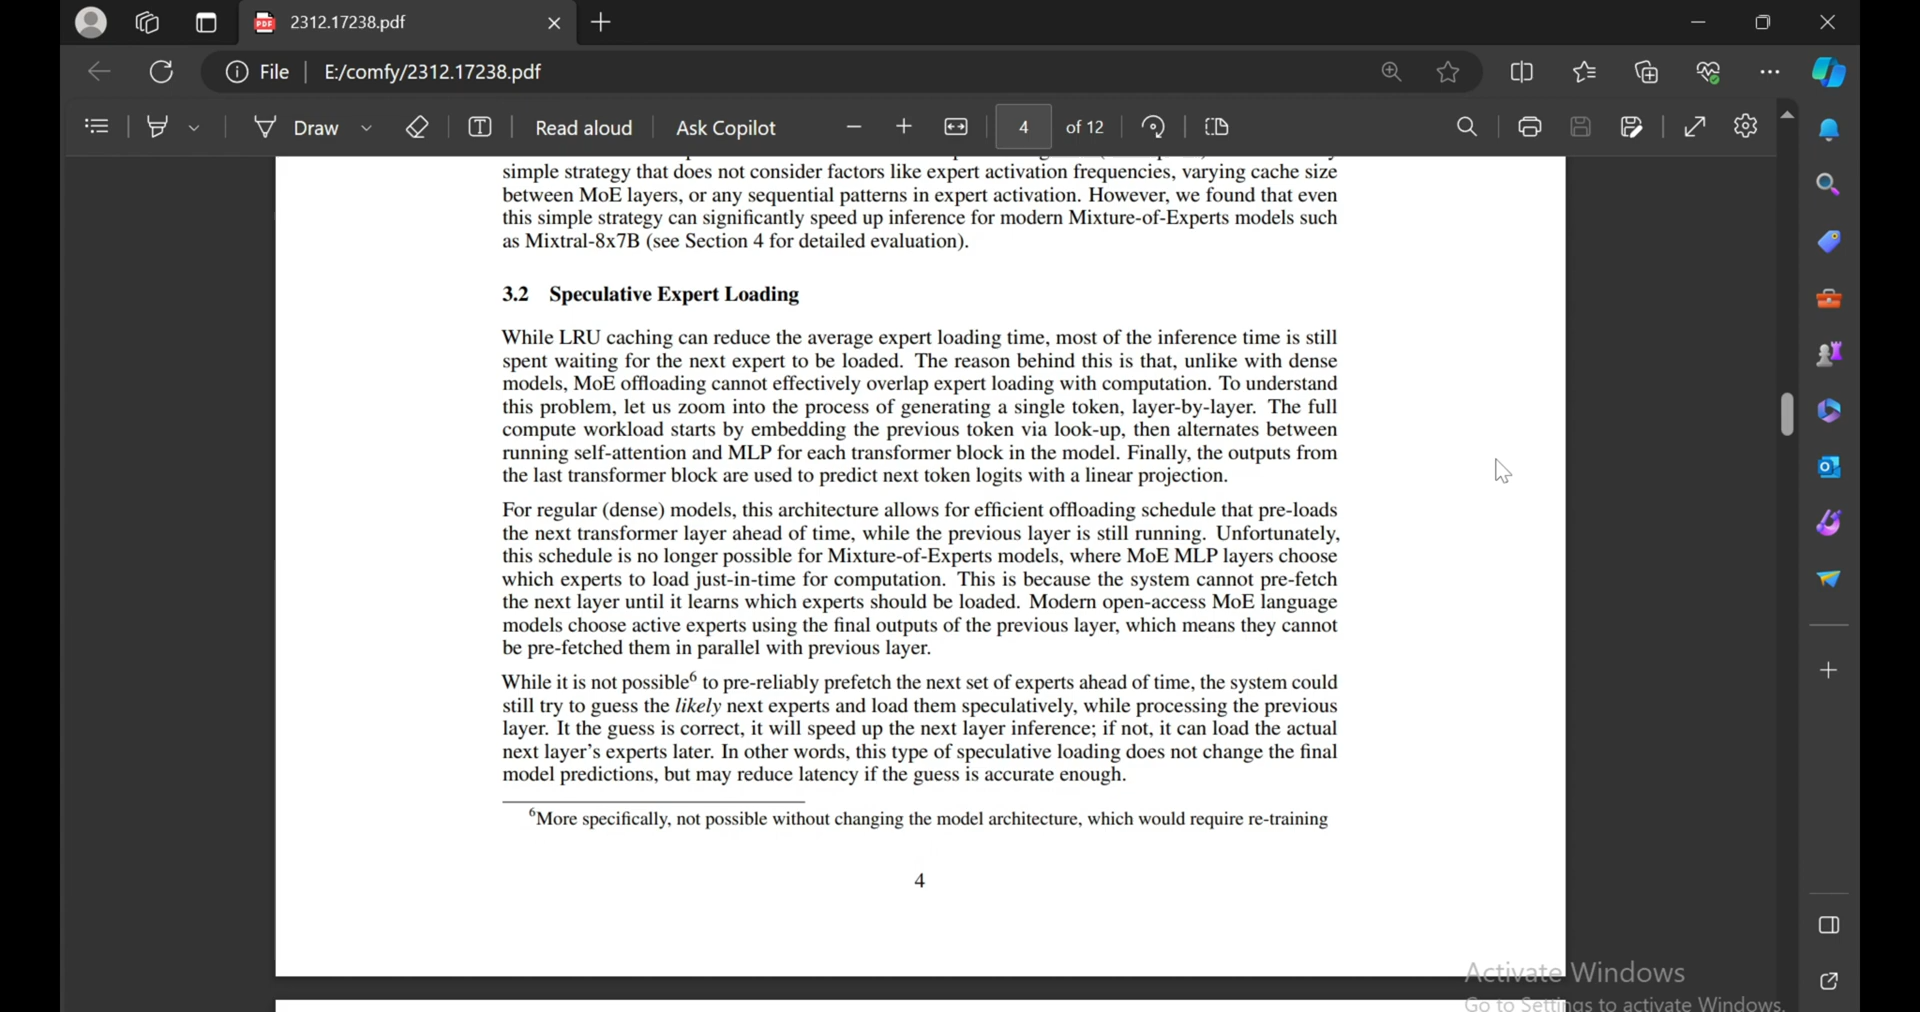 2312.17238.pdf
File
E:/comfy/2312.17238.pdf
Draw
Read aloud
Ask Copilot
4
of 12
simple strategy that does not consider factors like expert activation frequencies, varying cache size
between MoE layers, or any sequential patterns in expert activation. However, we found that even
this simple strategy can significantly speed up inference for modern Mixture-of-Experts models such
as Mixtral-8x7B (see Section 4 for detailed evaluation).
3.2 Speculative Expert Loading
While LRU caching can reduce the average expert loading time, most of the inference time is still
spent waiting for the next expert to be loaded. The reason behind this is that, unlike with dense
models, MoE offloading cannot effectively overlap expert loading with computation. To understand
this problem, let us zoom into the process of generating a single token, layer-by-layer. The full
compute workload starts by embedding the previous token via look-up, then alternates between
running self-attention and MLP for each transformer block in the model. Finally, the outputs from
the last transformer block are used to predict next token logits with a linear projection.
For regular (dense) models, this architecture allows for efficient offloading schedule that pre-loads
the next transformer layer ahead of time, while the previous layer is still running. Unfortunately,
this schedule is no longer possible for Mixture-of-Experts models, where MoE MLP layers choose
which experts to load just-in-time for computation. This is because the system cannot pre-fetch
the next layer until it learns which experts should be loaded. Modern open-access MoE language
models choose active experts using the final outputs of the previous layer, which means they cannot
be pre-fetched them in parallel with previous layer.
While it is not possible⁶ to pre-reliably prefetch the next set of experts ahead of time, the system could
still try to guess the likely next experts and load them speculatively, while processing the previous
layer. It the guess is correct, it will speed up the next layer inference; if not, it can load the actual
next layer's experts later. In other words, this type of speculative loading does not change the final
model predictions, but may reduce latency if the guess is accurate enough.
⁶More specifically, not possible without changing the model architecture, which would require re-training
4
Activate Windows
Go to Settings to activate Windows.